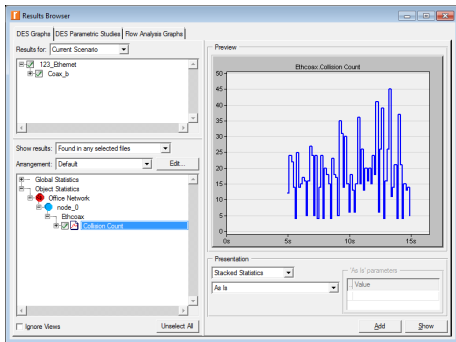 Results Browser
DES Graphs DES Parametric Studies Flow Analysis Graphs
Results for: Current Scenario
123_Ethernet
Coax_b
Show results: Found in any selected files
Arrangement: Default Edit...
Global Statistics
Object Statistics
Office Network
node_0
Ethcoax
Collision Count
Ignore Views Unselect All
Preview
Ethcoax.Collision Count
50
45
40
35
30
25
20
15
10
5
0
0s 5s 10s 15s
Presentation
Stacked Statistics
As Is
'As Is' parameters
Value
Add Show